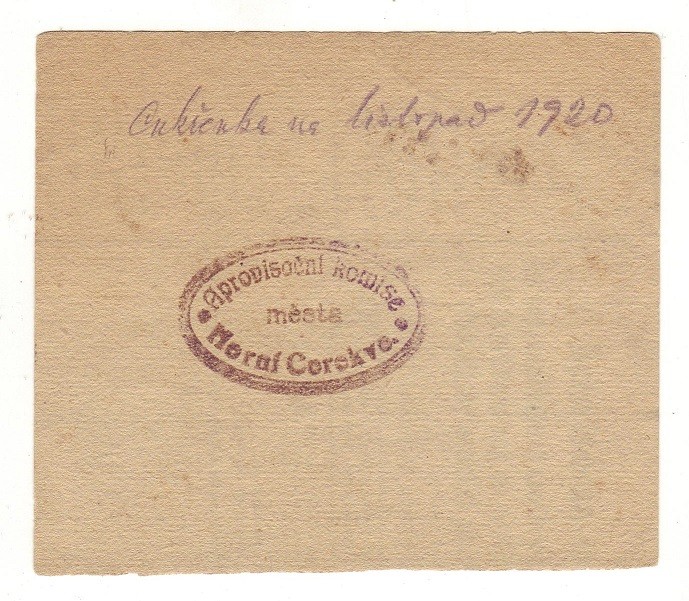 Cukřenka na listopad 1920
Aprovisační komise
města
Horní Cerekve.